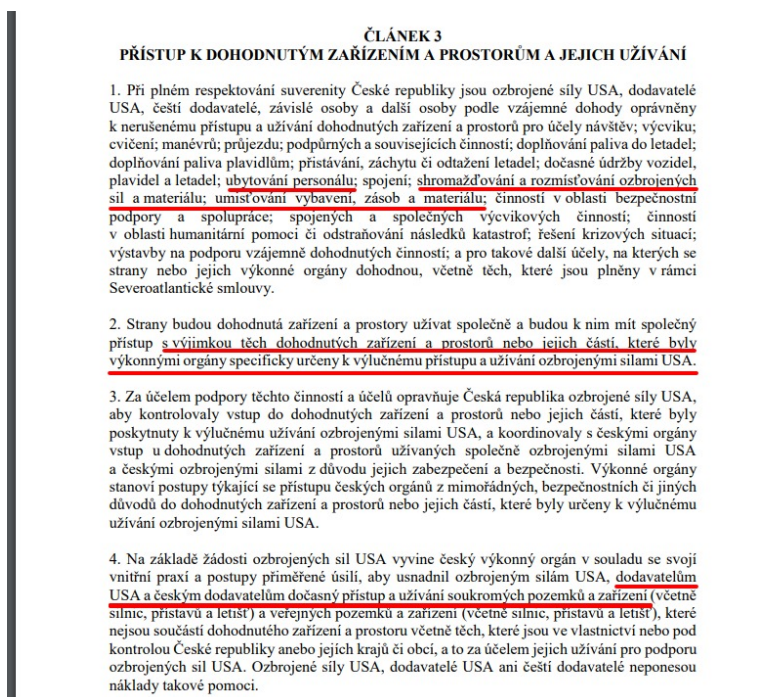 ČLÁNEK 3
PŘÍSTUP K DOHODNUTÝM ZAŘÍZENÍM A PROSTORŮM A JEJICH UŽÍVÁNÍ
1. Při plném respektování suverenity České republiky jsou ozbrojené síly USA, dodavatelé
USA, čeští dodavatelé, závislé osoby a další osoby podle vzájemné dohody oprávněny
k nerušenému přístupu a užívání dohodnutých zařízení a prostorů pro účely návštěv; výcviku;
cvičení; manévrů; průjezdu; podpůrných a souvisejících činností; doplňování paliva do letadel;
doplňování paliva plavidlům; přistávání, záchytu či odtažení letadel; dočasné údržby vozidel,
plavidel a letadel; ubytování personálu; spojení; shromažďování a rozmísťování ozbrojených
sil a materiálu; umisťování vybavení, zásob a materiálu; činností v oblasti bezpečnostní
podpory a spolupráce; spojených a společných výcvikových činností; činností
v oblasti humanitární pomoci či odstraňování následků katastrof; řešení krizových situací;
výstavby na podporu vzájemně dohodnutých činností; a pro takové další účely, na kterých se
strany nebo jejich výkonné orgány dohodnou, včetně těch, které jsou plněny v rámci
Severoatlantické smlouvy.
2. Strany budou dohodnutá zařízení a prostory užívat společně a budou k nim mít společný
přístup s výjimkou těch dohodnutých zařízení a prostorů nebo jejich částí, které byly
výkonnými orgány specificky určeny k výlučnému přístupu a užívání ozbrojenými silami USA.
3. Za účelem podpory těchto činností a účelů opravňuje Česká republika ozbrojené síly USA,
aby kontrolovaly vstup do dohodnutých zařízení a prostorů nebo jejich částí, které byly
poskytnuty k výlučnému užívání ozbrojenými silami USA, a koordinovaly s českými orgány
vstup u dohodnutých zařízení a prostorů užívaných společně ozbrojenými silami USA
a českými ozbrojenými silami z důvodu jejich zabezpečení a bezpečnosti. Výkonné orgány
stanoví postupy týkající se přístupu českých orgánů z mimořádných, bezpečnostních či jiných
důvodů do dohodnutých zařízení a prostorů nebo jejich částí, které byly určeny k výlučnému
užívání ozbrojenými silami USA.
4. Na základě žádosti ozbrojených sil USA vyvine český výkonný orgán v souladu se svojí
vnitřní praxí a postupy přiměřené úsilí, aby usnadnil ozbrojeným silám USA, dodavatelům
USA a českým dodavatelům dočasný přístup a užívání soukromých pozemků a zařízení (včetně
silnic, přístavů a letišť) a veřejných pozemků a zařízení (včetně silnic, přístavů a letišť), které
nejsou součástí dohodnutého zařízení a prostoru včetně těch, které jsou ve vlastnictví nebo pod
kontrolou České republiky anebo jejích krajů či obcí, a to za účelem jejich užívání pro podporu
ozbrojených sil USA. Ozbrojené síly USA, dodavatelé USA ani čeští dodavatelé neponesou
náklady takové pomoci.